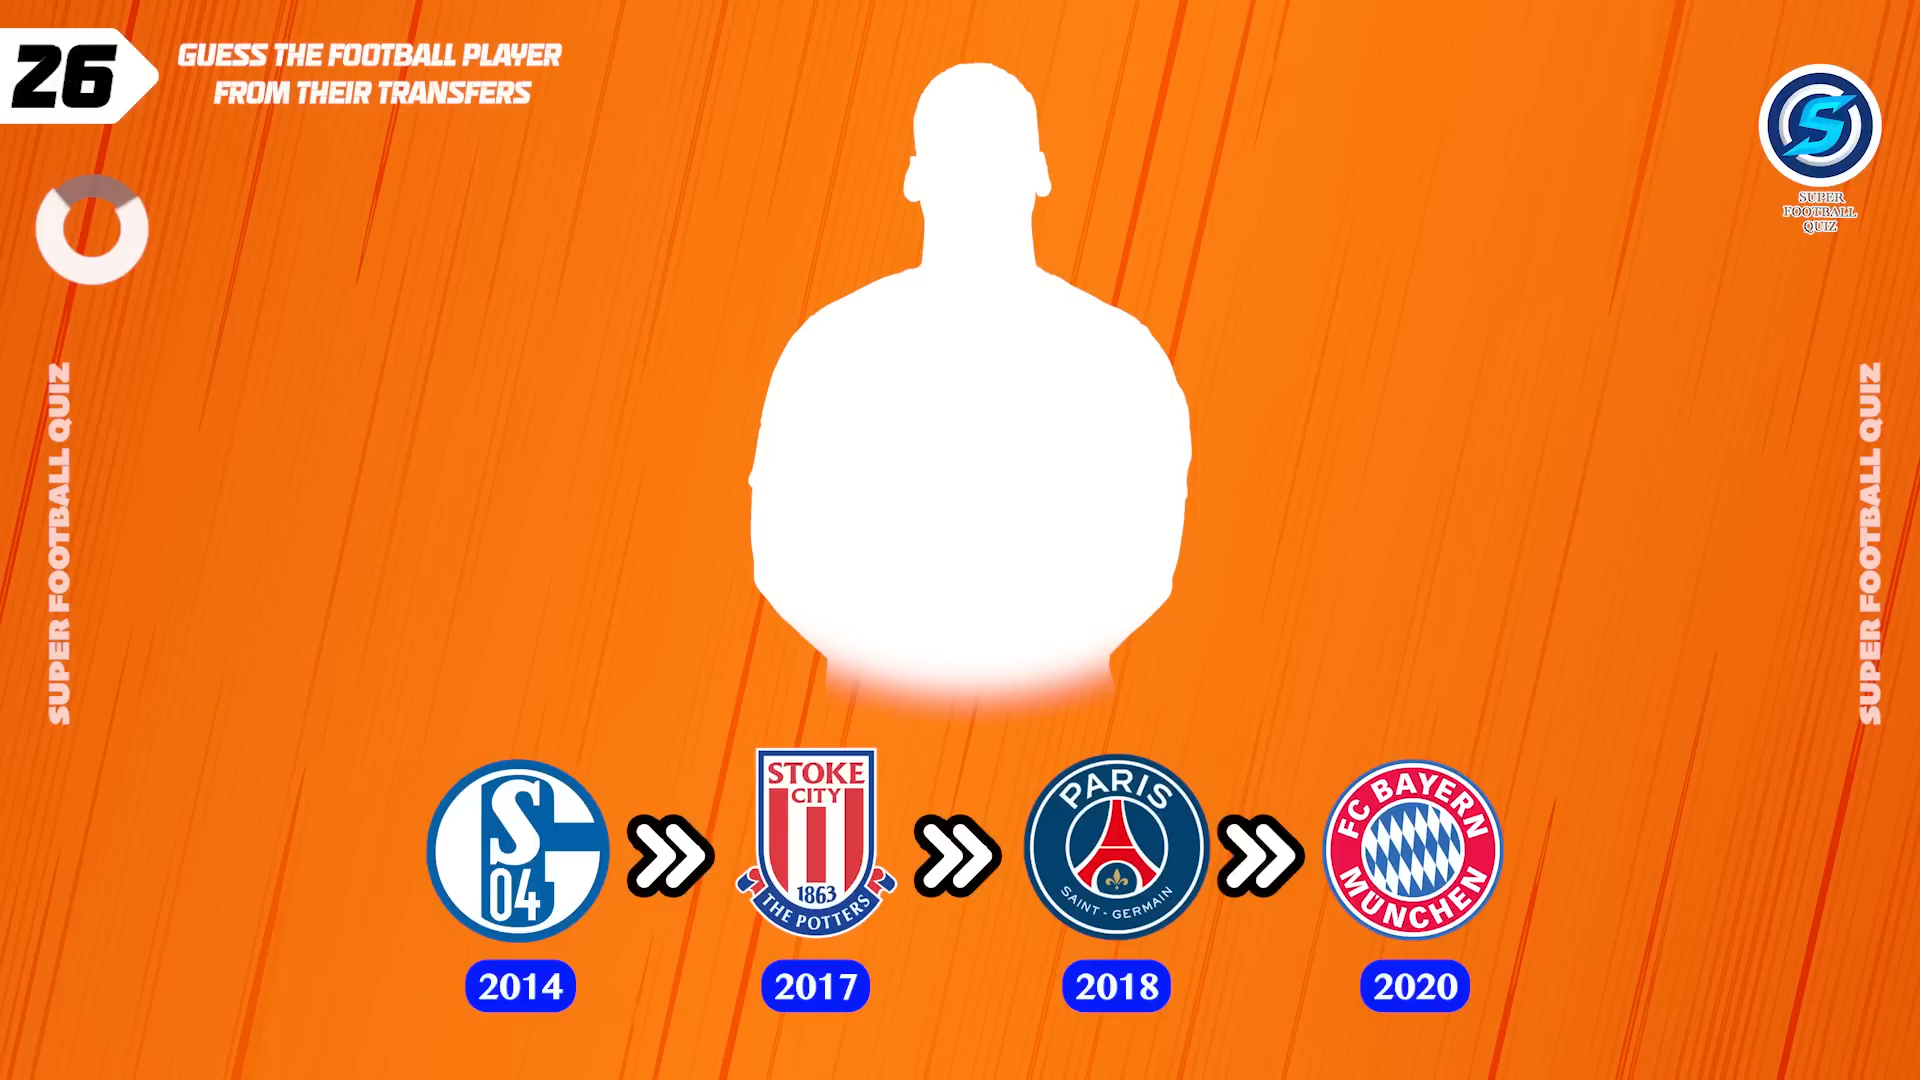 26
GUESS THE FOOTBALL PLAYER
FROM THEIR TRANSFERS
S
SUPER
FOOTBALL
QUIZ
SUPER FOOTBALL QUIZ
SUPER FOOTBALL QUIZ
S
04
STOKE
CITY
1863
THE POTTERS
PARIS
SAINT-GERMAIN
FC BAYERN
MÜNCHEN
2014
2017
2018
2020